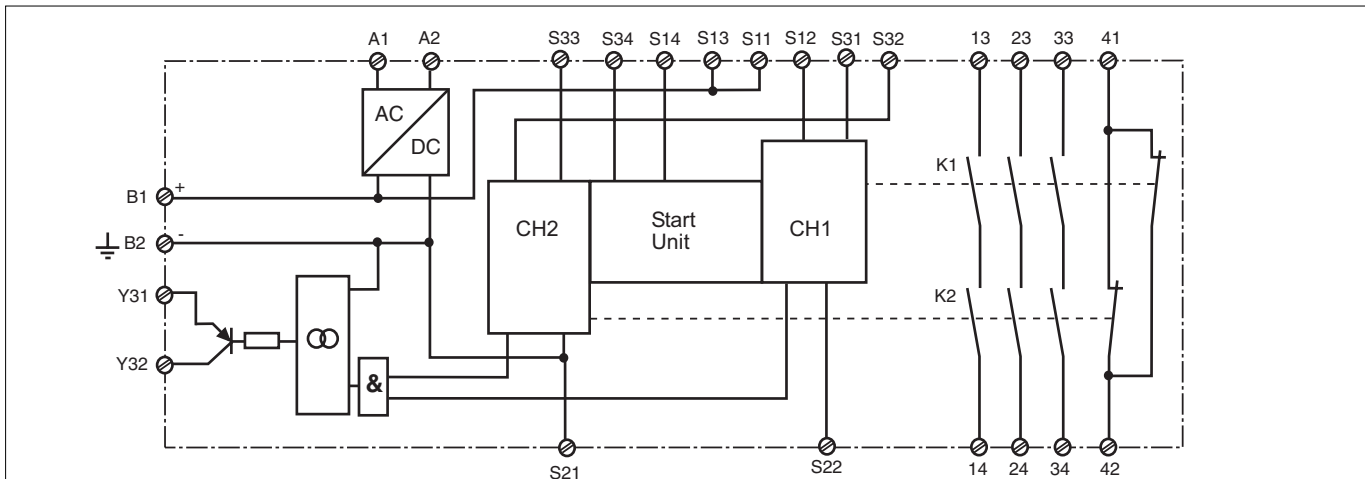 A1 A2 S33 S34 S14 S13 S11 S12 S31 S32 13 23 33 41
AC
DC
K1
B1 +
CH2 Start Unit CH1
B2 -
Y31
K2
Y32
&
S21 S22 14 24 34 42